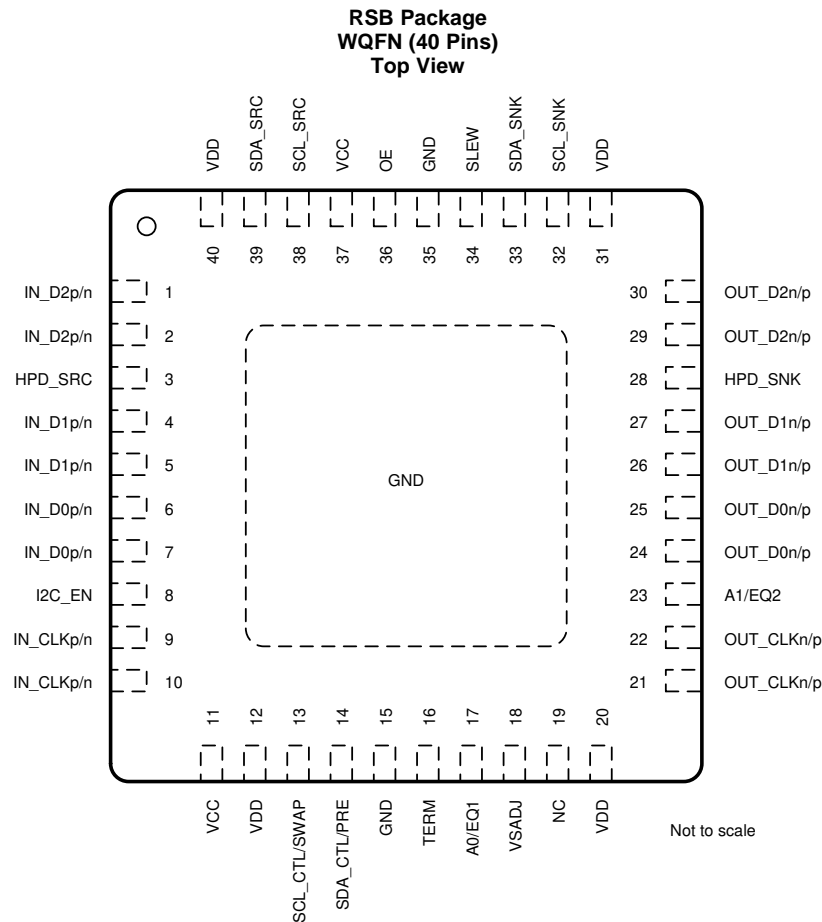 RSB Package
WQFN (40 Pins)
Top View
VDD
SDA_SRC
SCL_SRC
VCC
OE
GND
SLEW
SDA_SNK
SCL_SNK
VDD
40
39
38
37
36
35
34
33
32
31
IN_D2p/n 1
IN_D2p/n 2
HPD_SRC 3
IN_D1p/n 4
IN_D1p/n 5
IN_D0p/n 6
IN_D0p/n 7
I2C_EN 8
IN_CLKp/n 9
IN_CLKp/n 10
GND
30 OUT_D2n/p
29 OUT_D2n/p
28 HPD_SNK
27 OUT_D1n/p
26 OUT_D1n/p
25 OUT_D0n/p
24 OUT_D0n/p
23 A1/EQ2
22 OUT_CLKn/p
21 OUT_CLKn/p
11
12
13
14
15
16
17
18
19
20
VCC
VDD
SCL_CTL/SWAP
SDA_CTL/PRE
GND
TERM
A0/EQ1
VSADJ
NC
VDD
Not to scale